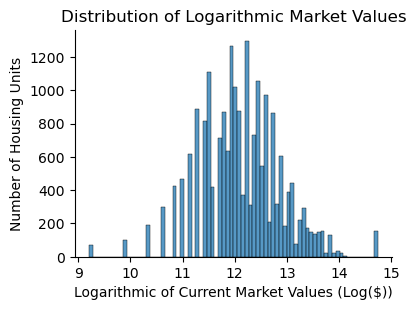 Distribution of Logarithmic Market Values
Number of Housing Units
1200
1000
800
600
400
200
0
9 10 11 12 13 14 15
Logarithmic of Current Market Values (Log($))